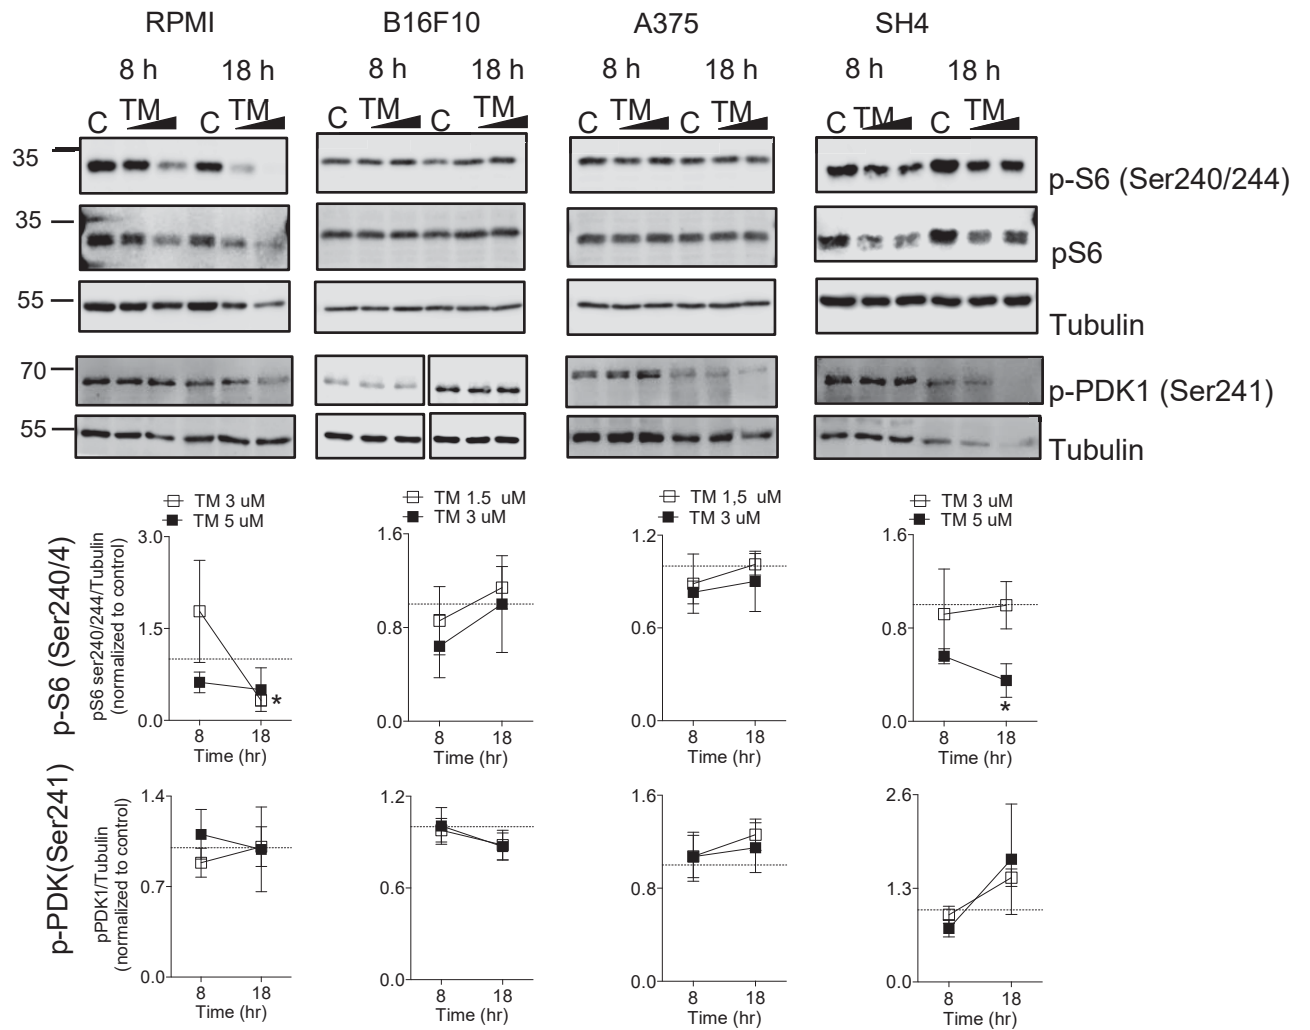 RPMI B16F10 A375 SH4
8 h 18 h 8 h 18 h 8 h 18 h 8 h 18 h
C TM C TM C TM C TM C TM C TM C TM C TM
35 p-S6 (Ser240/244)
35 pS6
55 Tubulin
70 p-PDK1 (Ser241)
55 Tubulin
TM 3 uM TM 1.5 uM TM 1,5 uM TM 3 uM
TM 5 uM TM 3 uM TM 3 uM TM 5 uM
p-S6 (Ser240/4)
pS6 ser240/244/Tubulin
(normalized to control)
3.0 1.6 1.2 1.6
1.5 0.8 0.6 0.8
* *
0.0 0.0 0.0 0.0
8 18 8 18 8 18 8 18
Time (hr) Time (hr) Time (hr) Time (hr)
p-PDK(Ser241)
pPDK1/Tubulin
(normalized to control)
1.4 1.2 1.6 2.6
0.7 0.6 0.8 1.3
0.0 0.0 0.0 0.0
8 18 8 18 8 18 8 18
Time (hr) Time (hr) Time (hr) Time (hr)